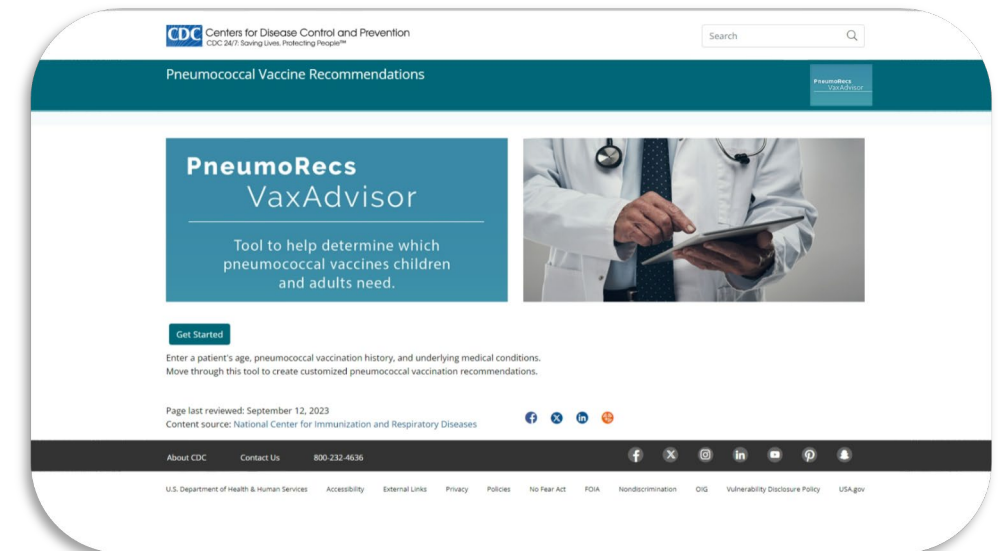 CDC Centers for Disease Control and Prevention
CDC 24/7: Saving Lives. Protecting People™
Search
Pneumococcal Vaccine Recommendations
PneumoRecs
VaxAdvisor
PneumoRecs
VaxAdvisor
Tool to help determine which
pneumococcal vaccines children
and adults need.
Get Started
Enter a patient's age, pneumococcal vaccination history, and underlying medical conditions.
Move through this tool to create customized pneumococcal vaccination recommendations.
Page last reviewed: September 12, 2023
Content source: National Center for Immunization and Respiratory Diseases
About CDC Contact Us 800-232-4636
U.S. Department of Health & Human Services Accessibility External Links Privacy Policies No Fear Act FOIA Nondiscrimination OIG Vulnerability Disclosure Policy USA.gov